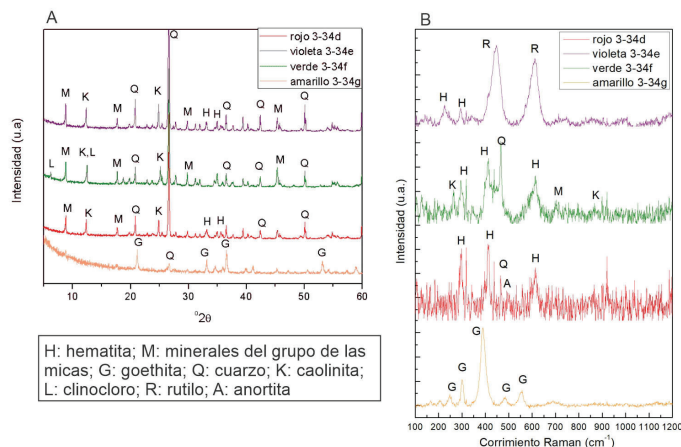 A
rojo 3-34d
violeta 3-34e
verde 3-34f
amarillo 3-34g
Q
M K M Q K M H H Q Q M Q
L M K,L M Q K M H Q M Q
M K M Q K H H Q Q
G Q G G G
Intensidad (u.a)
5 10 20 30 40 50 60
°2θ
H: hematita; M: minerales del grupo de las
micas; G: goethita; Q: cuarzo; K: caolinita;
L: clinocloro; R: rutilo; A: anortita
B
rojo 3-34d
violeta 3-34e
verde 3-34f
amarillo 3-34g
H H R R
K H H Q H M K
H H Q A H
G G G G G
Intensidad (u.a.)
100 200 300 400 500 600 700 800 900 1000 1100 1200
Corrimiento Raman (cm⁻¹)